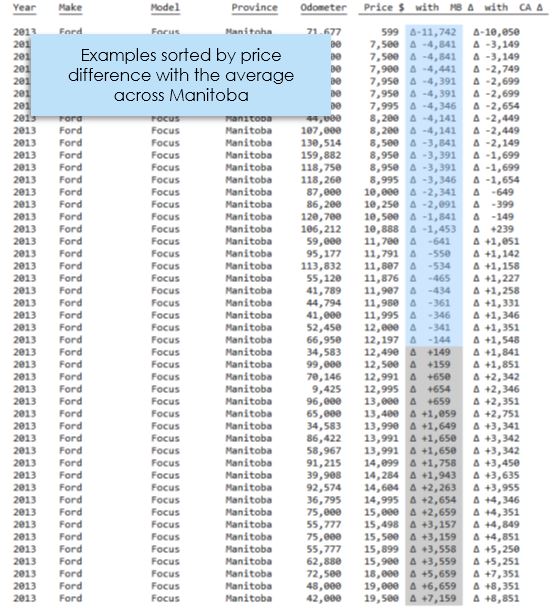 Year Make Model Province Odometer Price $ with MB Δ with CA Δ
2013 Ford Focus Manitoba 71,677 599 Δ-11,742 Δ-10,050
Examples sorted by price
difference with the average
across Manitoba
201 00 7,500 Δ -4,841 Δ -3,149
201 00 7,500 Δ -4,841 Δ -3,149
201 00 7,900 Δ -4,441 Δ -2,749
201 00 7,950 Δ -4,391 Δ -2,699
201 00 7,950 Δ -4,391 Δ -2,699
201 00 7,995 Δ -4,346 Δ -2,654
2013 Ford Focus Manitoba 44,000 8,200 Δ -4,141 Δ -2,449
2013 Ford Focus Manitoba 107,000 8,200 Δ -4,141 Δ -2,449
2013 Ford Focus Manitoba 130,514 8,500 Δ -3,841 Δ -2,149
2013 Ford Focus Manitoba 159,882 8,950 Δ -3,391 Δ -1,699
2013 Ford Focus Manitoba 118,750 8,950 Δ -3,391 Δ -1,699
2013 Ford Focus Manitoba 118,260 8,995 Δ -3,346 Δ -1,654
2013 Ford Focus Manitoba 87,000 10,000 Δ -2,341 Δ -649
2013 Ford Focus Manitoba 86,200 10,250 Δ -2,091 Δ -399
2013 Ford Focus Manitoba 120,700 10,500 Δ -1,841 Δ -149
2013 Ford Focus Manitoba 106,212 10,888 Δ -1,453 Δ +239
2013 Ford Focus Manitoba 59,000 11,700 Δ -641 Δ +1,051
2013 Ford Focus Manitoba 95,177 11,791 Δ -550 Δ +1,142
2013 Ford Focus Manitoba 113,832 11,807 Δ -534 Δ +1,158
2013 Ford Focus Manitoba 55,120 11,876 Δ -465 Δ +1,227
2013 Ford Focus Manitoba 41,789 11,907 Δ -434 Δ +1,258
2013 Ford Focus Manitoba 44,794 11,980 Δ -361 Δ +1,331
2013 Ford Focus Manitoba 41,000 11,995 Δ -346 Δ +1,346
2013 Ford Focus Manitoba 52,450 12,000 Δ -341 Δ +1,351
2013 Ford Focus Manitoba 66,950 12,197 Δ -144 Δ +1,548
2013 Ford Focus Manitoba 34,583 12,490 Δ +149 Δ +1,841
2013 Ford Focus Manitoba 99,000 12,500 Δ +159 Δ +1,851
2013 Ford Focus Manitoba 70,146 12,991 Δ +650 Δ +2,342
2013 Ford Focus Manitoba 9,425 12,995 Δ +654 Δ +2,346
2013 Ford Focus Manitoba 96,000 13,000 Δ +659 Δ +2,351
2013 Ford Focus Manitoba 65,000 13,400 Δ +1,059 Δ +2,751
2013 Ford Focus Manitoba 34,583 13,990 Δ +1,649 Δ +3,341
2013 Ford Focus Manitoba 86,422 13,991 Δ +1,650 Δ +3,342
2013 Ford Focus Manitoba 58,967 13,991 Δ +1,650 Δ +3,342
2013 Ford Focus Manitoba 91,215 14,099 Δ +1,758 Δ +3,450
2013 Ford Focus Manitoba 39,908 14,284 Δ +1,943 Δ +3,635
2013 Ford Focus Manitoba 92,574 14,604 Δ +2,263 Δ +3,955
2013 Ford Focus Manitoba 36,795 14,995 Δ +2,654 Δ +4,346
2013 Ford Focus Manitoba 75,000 15,000 Δ +2,659 Δ +4,351
2013 Ford Focus Manitoba 55,777 15,498 Δ +3,157 Δ +4,849
2013 Ford Focus Manitoba 75,000 15,500 Δ +3,159 Δ +4,851
2013 Ford Focus Manitoba 55,777 15,899 Δ +3,558 Δ +5,250
2013 Ford Focus Manitoba 62,880 15,900 Δ +3,559 Δ +5,251
2013 Ford Focus Manitoba 72,500 18,000 Δ +5,659 Δ +7,351
2013 Ford Focus Manitoba 48,000 19,000 Δ +6,659 Δ +8,351
2013 Ford Focus Manitoba 42,000 19,500 Δ +7,159 Δ +8,851